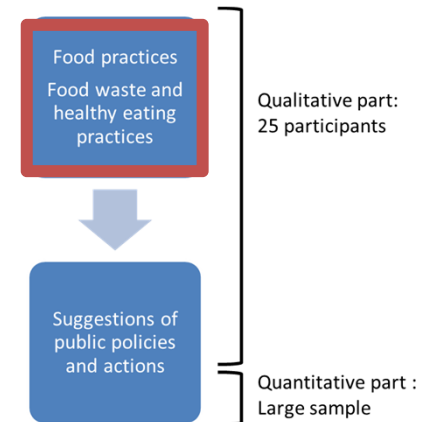 Food practices
Food waste and
healthy eating
practices
Qualitative part:
25 participants
Suggestions of
public policies
and actions
Quantitative part :
Large sample